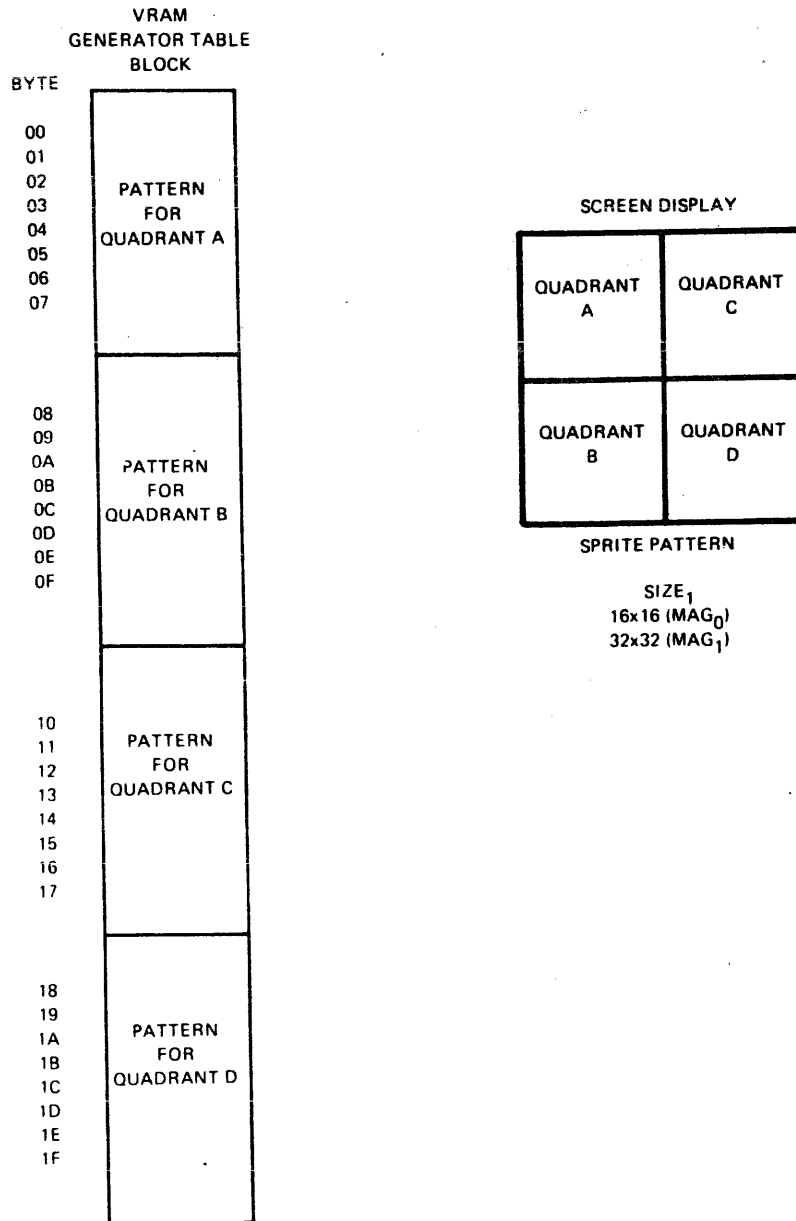 VRAM
GENERATOR TABLE
BLOCK
BYTE
00
01
02
03
04
05
06
07
PATTERN
FOR
QUADRANT A
08
09
0A
0B
0C
0D
0E
0F
PATTERN
FOR
QUADRANT B
10
11
12
13
14
15
16
17
PATTERN
FOR
QUADRANT C
18
19
1A
1B
1C
1D
1E
1F
PATTERN
FOR
QUADRANT D
SCREEN DISPLAY
QUADRANT
A
QUADRANT
C
QUADRANT
B
QUADRANT
D
SPRITE PATTERN
SIZE₁
16x16 (MAG₀)
32x32 (MAG₁)